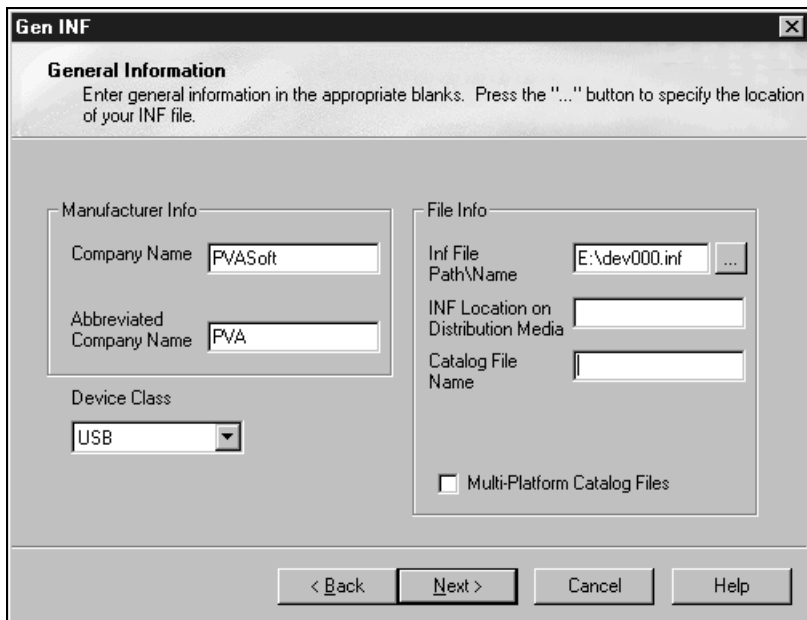 Gen INF
General Information
Enter general information in the appropriate blanks. Press the "..." button to specify the location
of your INF file.
Manufacturer Info
Company Name PVASoft
Abbreviated
Company Name PVA
Device Class
USB
File Info
Inf File
Path\Name E:\dev000.inf ...
INF Location on
Distribution Media
Catalog File
Name
Multi-Platform Catalog Files
< Back Next > Cancel Help